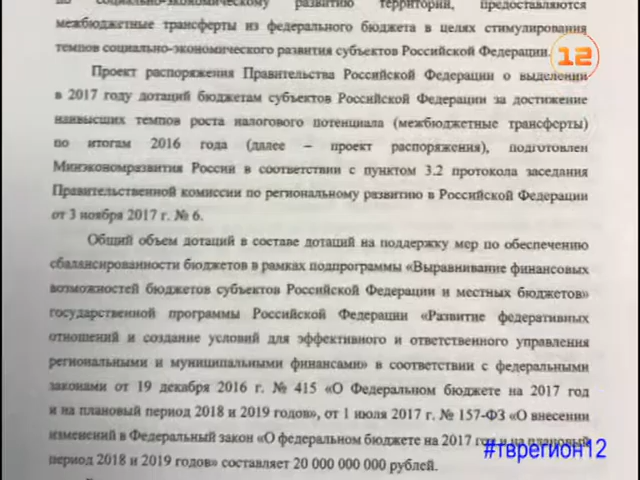 по социально-экономическому развитию территорий, предоставляются
межбюджетные трансферты из федерального бюджета в целях стимулирования
темпов социально-экономического развития субъектов Российской Федерации.
12
Проект распоряжения Правительства Российской Федерации о выделении
в 2017 году дотаций бюджетам субъектов Российской Федерации за достижение
наивысших темпов роста налогового потенциала (межбюджетные трансферты)
по итогам 2016 года (далее – проект распоряжения), подготовлен
Минэкономразвития России в соответствии с пунктом 3.2 протокола заседания
Правительственной комиссии по региональному развитию в Российской Федерации
от 3 ноября 2017 г. № 6.
Общий объем дотаций в составе дотаций на поддержку мер по обеспечению
сбалансированности бюджетов в рамках подпрограммы «Выравнивание финансовых
возможностей бюджетов субъектов Российской Федерации и местных бюджетов»
государственной программы Российской Федерации «Развитие федеративных
отношений и создание условий для эффективного и ответственного управления
региональными и муниципальными финансами» в соответствии с федеральными
законами от 19 декабря 2016 г. № 415 «О Федеральном бюджете на 2017 год
и на плановый период 2018 и 2019 годов», от 1 июля 2017 г. № 157-ФЗ «О внесении
изменений в Федеральный закон «О федеральном бюджете на 2017 год и на плановый
период 2018 и 2019 годов» составляет 20 000 000 000 рублей.
#тврегион12